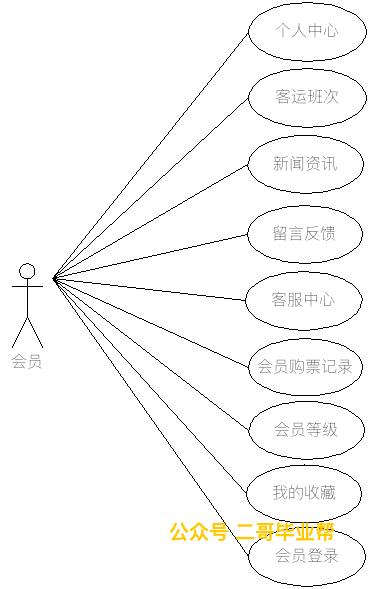 个人中心
客运班次
新闻资讯
留言反馈
客服中心
会员
会员购票记录
会员等级
我的收藏
公众号 二哥毕业帮
会员登录